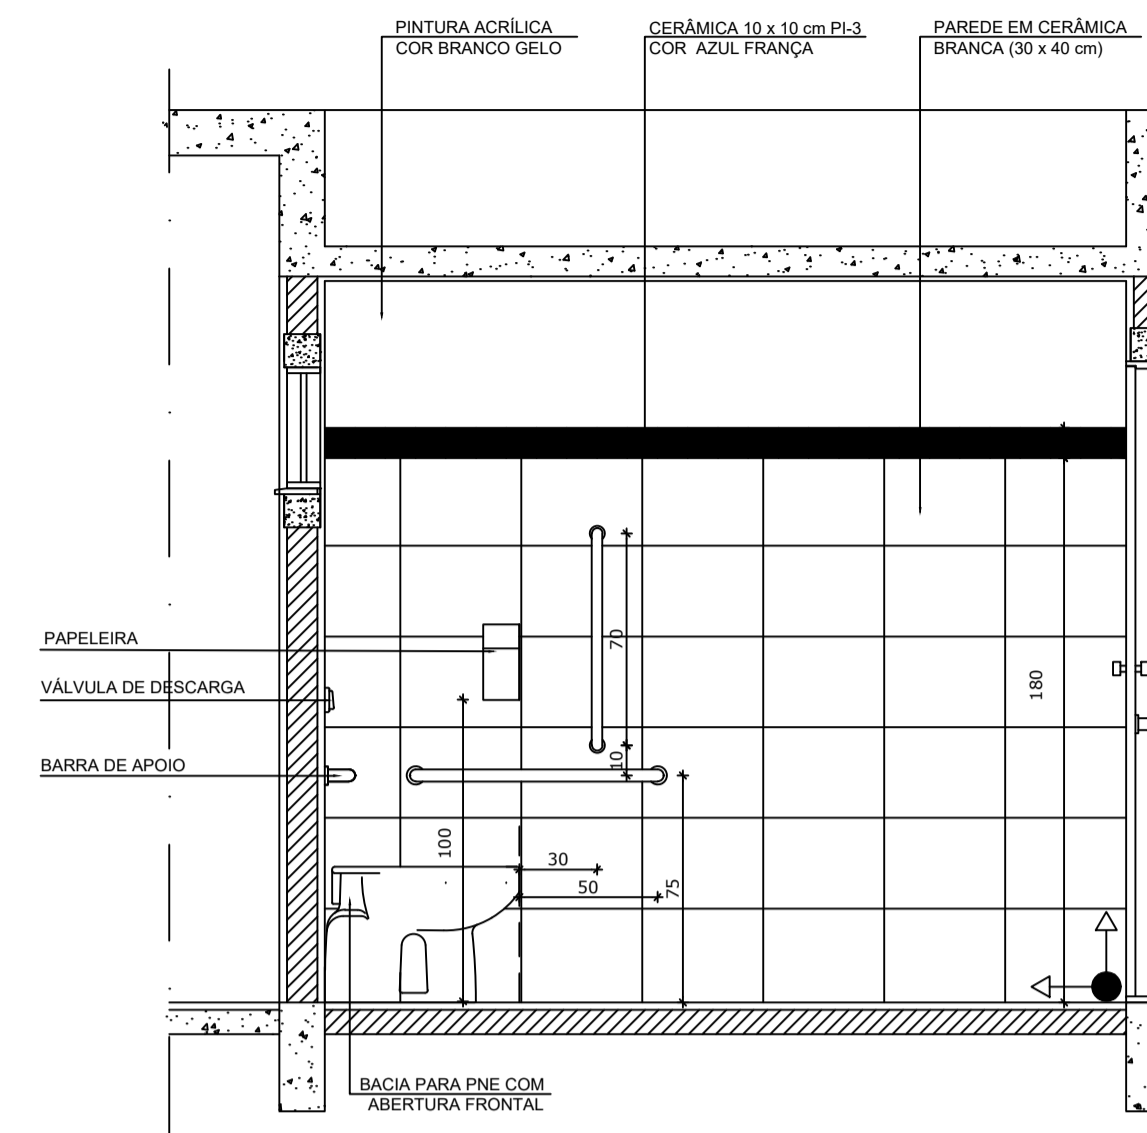 PINTURA ACRÍLICA
COR BRANCO GELO
CERÂMICA 10 x 10 cm PI-3
COR AZUL FRANÇA
PAREDE EM CERÂMICA
BRANCA (30 x 40 cm)
PAPELEIRA
VÁLVULA DE DESCARGA
BARRA DE APOIO
70
10
180
100
30
50
75
BACIA PARA PNE COM
ABERTURA FRONTAL